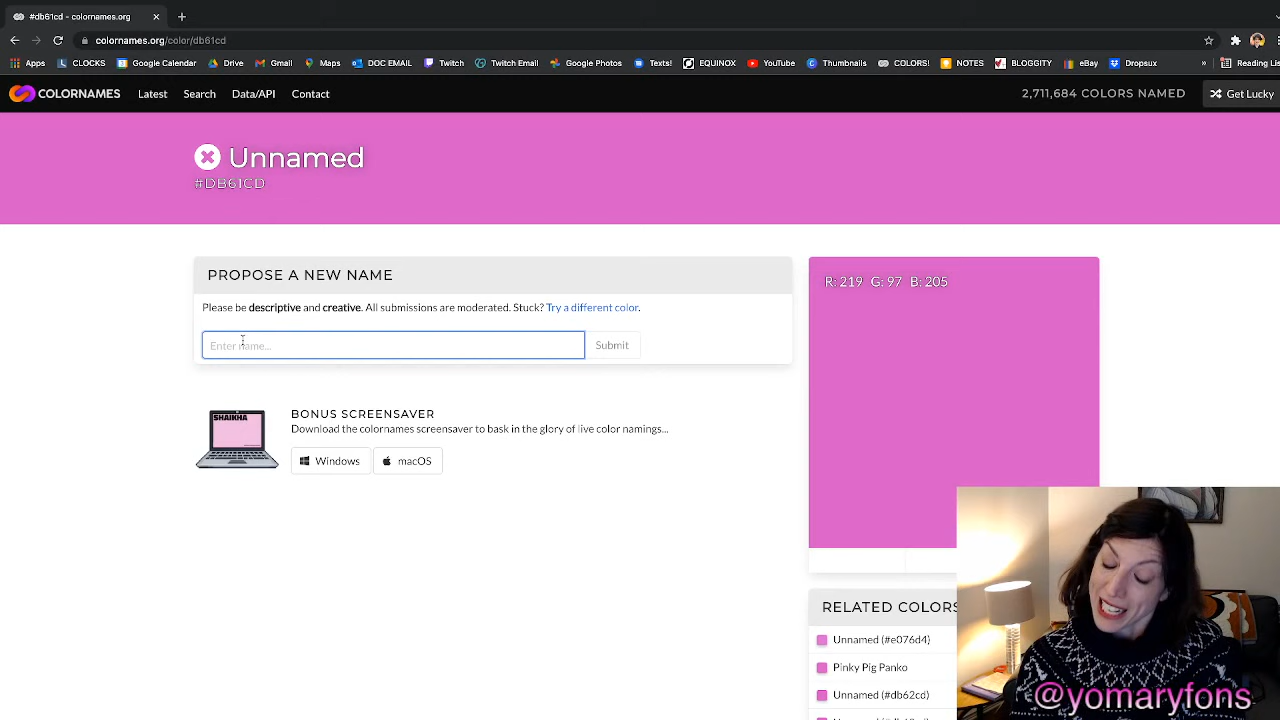 #db61cd | colornames.org
colornames.org/color/db61cd
Apps CLOCKS Google Calendar Drive Gmail Maps DOC EMAIL Twitch Twitch Email Google Photos Texts! EQUINOX YouTube Thumbnails COLORS! NOTES BLOGGITY eBay Dropsux » Reading List
COLORNAMES Latest Search Data/API Contact 2,711,684 COLORS NAMED Get Lucky
Unnamed
#DB61CD
PROPOSE A NEW NAME
Please be descriptive and creative. All submissions are moderated. Stuck? Try a different color.
Enter name... Submit
R: 219 G: 97 B: 205
SHAIKHA
BONUS SCREENSAVER
Download the colornames screensaver to bask in the glory of live color namings...
Windows macOS
RELATED COLORS
Unnamed (#e076d4)
Pinky Pig Panko
Unnamed (#db62cd)
@yomaryfons